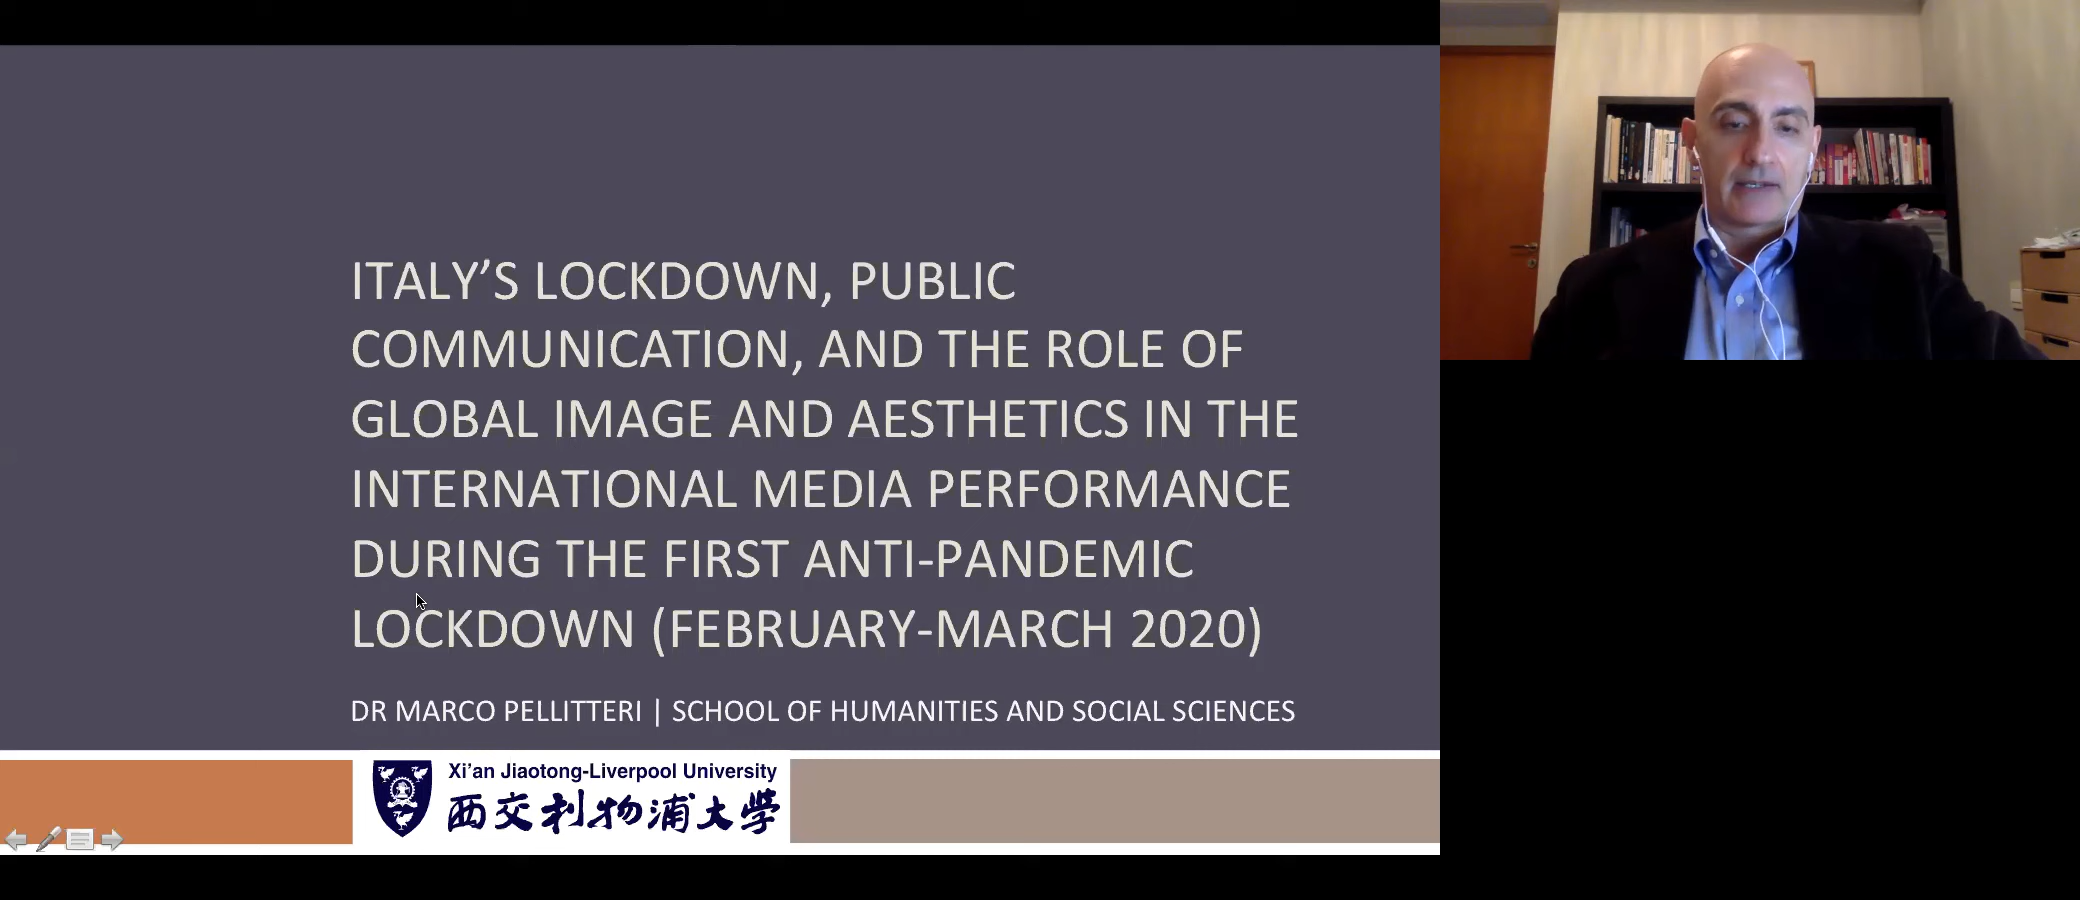 ITALY’S LOCKDOWN, PUBLIC
COMMUNICATION, AND THE ROLE OF
GLOBAL IMAGE AND AESTHETICS IN THE
INTERNATIONAL MEDIA PERFORMANCE
DURING THE FIRST ANTI-PANDEMIC
LOCKDOWN (FEBRUARY-MARCH 2020)
DR MARCO PELLITTERI | SCHOOL OF HUMANITIES AND SOCIAL SCIENCES
Xi’an Jiaotong-Liverpool University
西交利物浦大学